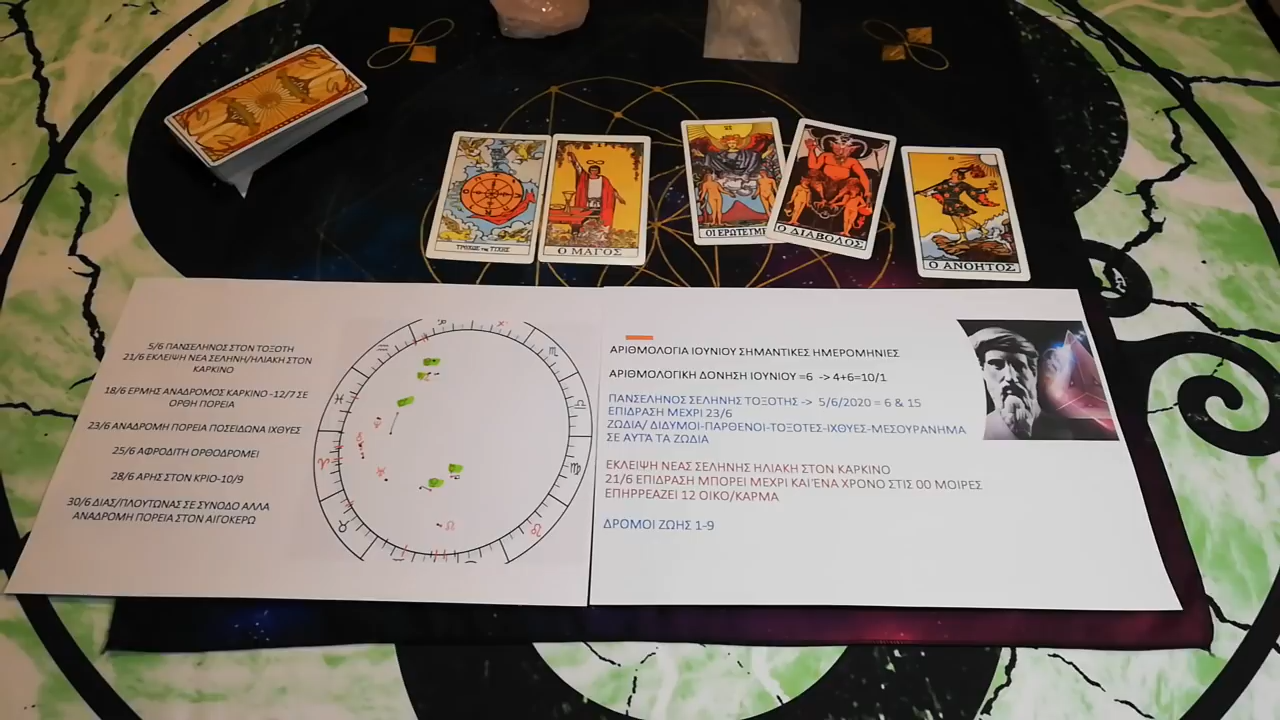 ΤΡΟΧΟΣ της ΤΥΧΗΣ
Ο ΜΑΓΟΣ
VI
ΟΙ ΕΡΩΤΕΥΜΕ
Ο ΔΙΑΒΟΛΟΣ
Ο ΑΝΟΗΤΟΣ
5/6 ΠΑΝΣΕΛΗΝΟΣ ΣΤΟΝ ΤΟΞΟΤΗ
21/6 ΕΚΛΕΙΨΗ ΝΕΑ ΣΕΛΗΝΗ/ΗΛΙΑΚΗ ΣΤΟΝ
ΚΑΡΚΙΝΟ
18/6 ΕΡΜΗΣ ΑΝΑΔΡΟΜΟΣ ΚΑΡΚΙΝΟ -12/7 ΣΕ
ΟΡΘΗ ΠΟΡΕΙΑ
23/6 ΑΝΑΔΡΟΜΗ ΠΟΡΕΙΑ ΠΟΣΕΙΔΩΝΑ ΙΧΘΥΕΣ
25/6 ΑΦΡΟΔΙΤΗ ΟΡΘΟΔΡΟΜΕΙ
28/6 ΑΡΗΣ ΣΤΟΝ ΚΡΙΟ-10/9
30/6 ΔΙΑΣ/ΠΛΟΥΤΩΝΑΣ ΣΕ ΣΥΝΟΔΟ ΑΛΛΑ
ΑΝΑΔΡΟΜΗ ΠΟΡΕΙΑ ΣΤΟΝ ΑΙΓΟΚΕΡΩ
ΑΡΙΘΜΟΛΟΓΙΑ ΙΟΥΝΙΟΥ ΣΗΜΑΝΤΙΚΕΣ ΗΜΕΡΟΜΗΝΙΕΣ
ΑΡΙΘΜΟΛΟΓΙΚΗ ΔΟΝΗΣΗ ΙΟΥΝΙΟΥ =6 -> 4+6=10/1
ΠΑΝΣΕΛΗΝΟΣ ΣΕΛΗΝΗΣ ΤΟΞΟΤΗΣ -> 5/6/2020 = 6 & 15
ΕΠΙΔΡΑΣΗ ΜΕΧΡΙ 23/6
ΖΩΔΙΑ/ ΔΙΔΥΜΟΙ-ΠΑΡΘΕΝΟΙ-ΤΟΞΟΤΕΣ-ΙΧΘΥΕΣ-ΜΕΣΟΥΡΑΝΗΜΑ
ΣΕ ΑΥΤΆ ΤΑ ΖΩΔΙΑ
ΕΚΛΕΙΨΗ ΝΕΑΣ ΣΕΛΗΝΗΣ ΗΛΙΑΚΗ ΣΤΟΝ ΚΑΡΚΙΝΟ
21/6 ΕΠΙΔΡΑΣΗ ΜΠΟΡΕΙ ΜΕΧΡΙ ΚΑΙ ΈΝΑ ΧΡΟΝΟ ΣΤΙΣ 00 ΜΟΙΡΕΣ
ΕΠΗΡΡΕΑΖΕΙ 12 ΟΙΚΟ/ΚΑΡΜΑ
ΔΡΟΜΟΙ ΖΩΗΣ 1-9